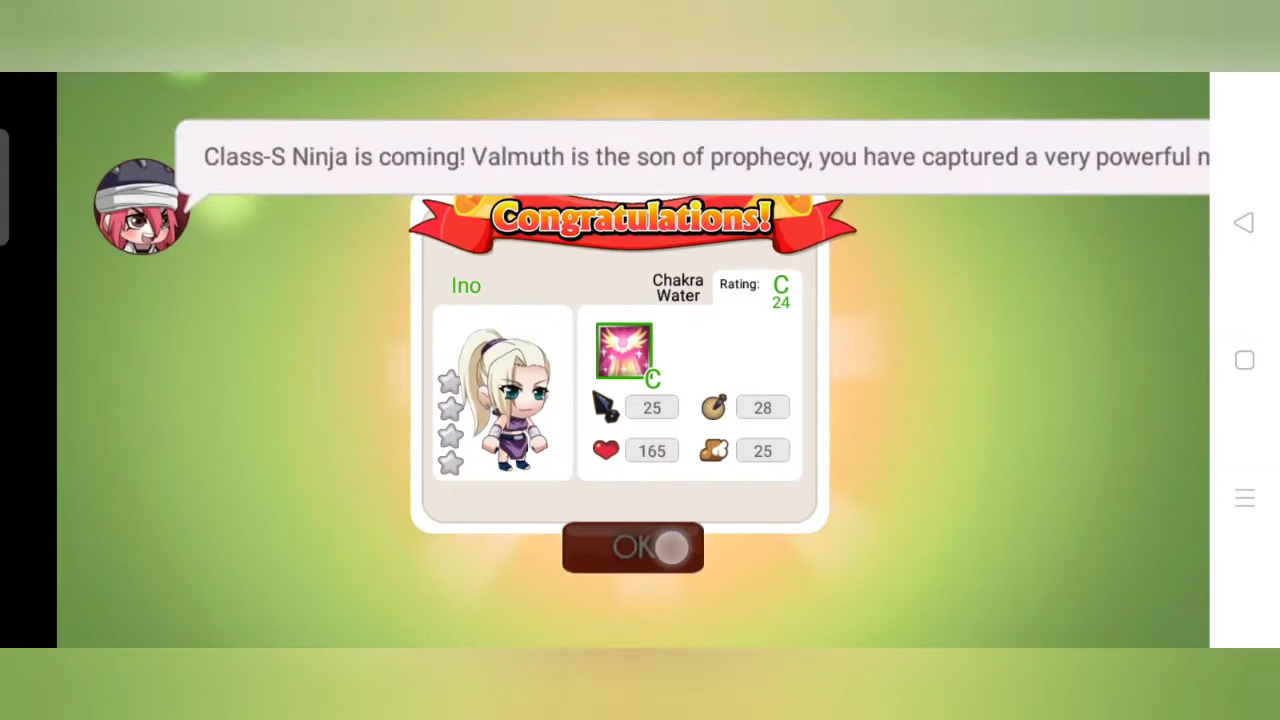 Class-S Ninja is coming! Valmuth is the son of prophecy, you have captured a very powerful
Congratulations!
Ino
Chakra
Water
Rating:
C
24
C
25
28
165
25
OK